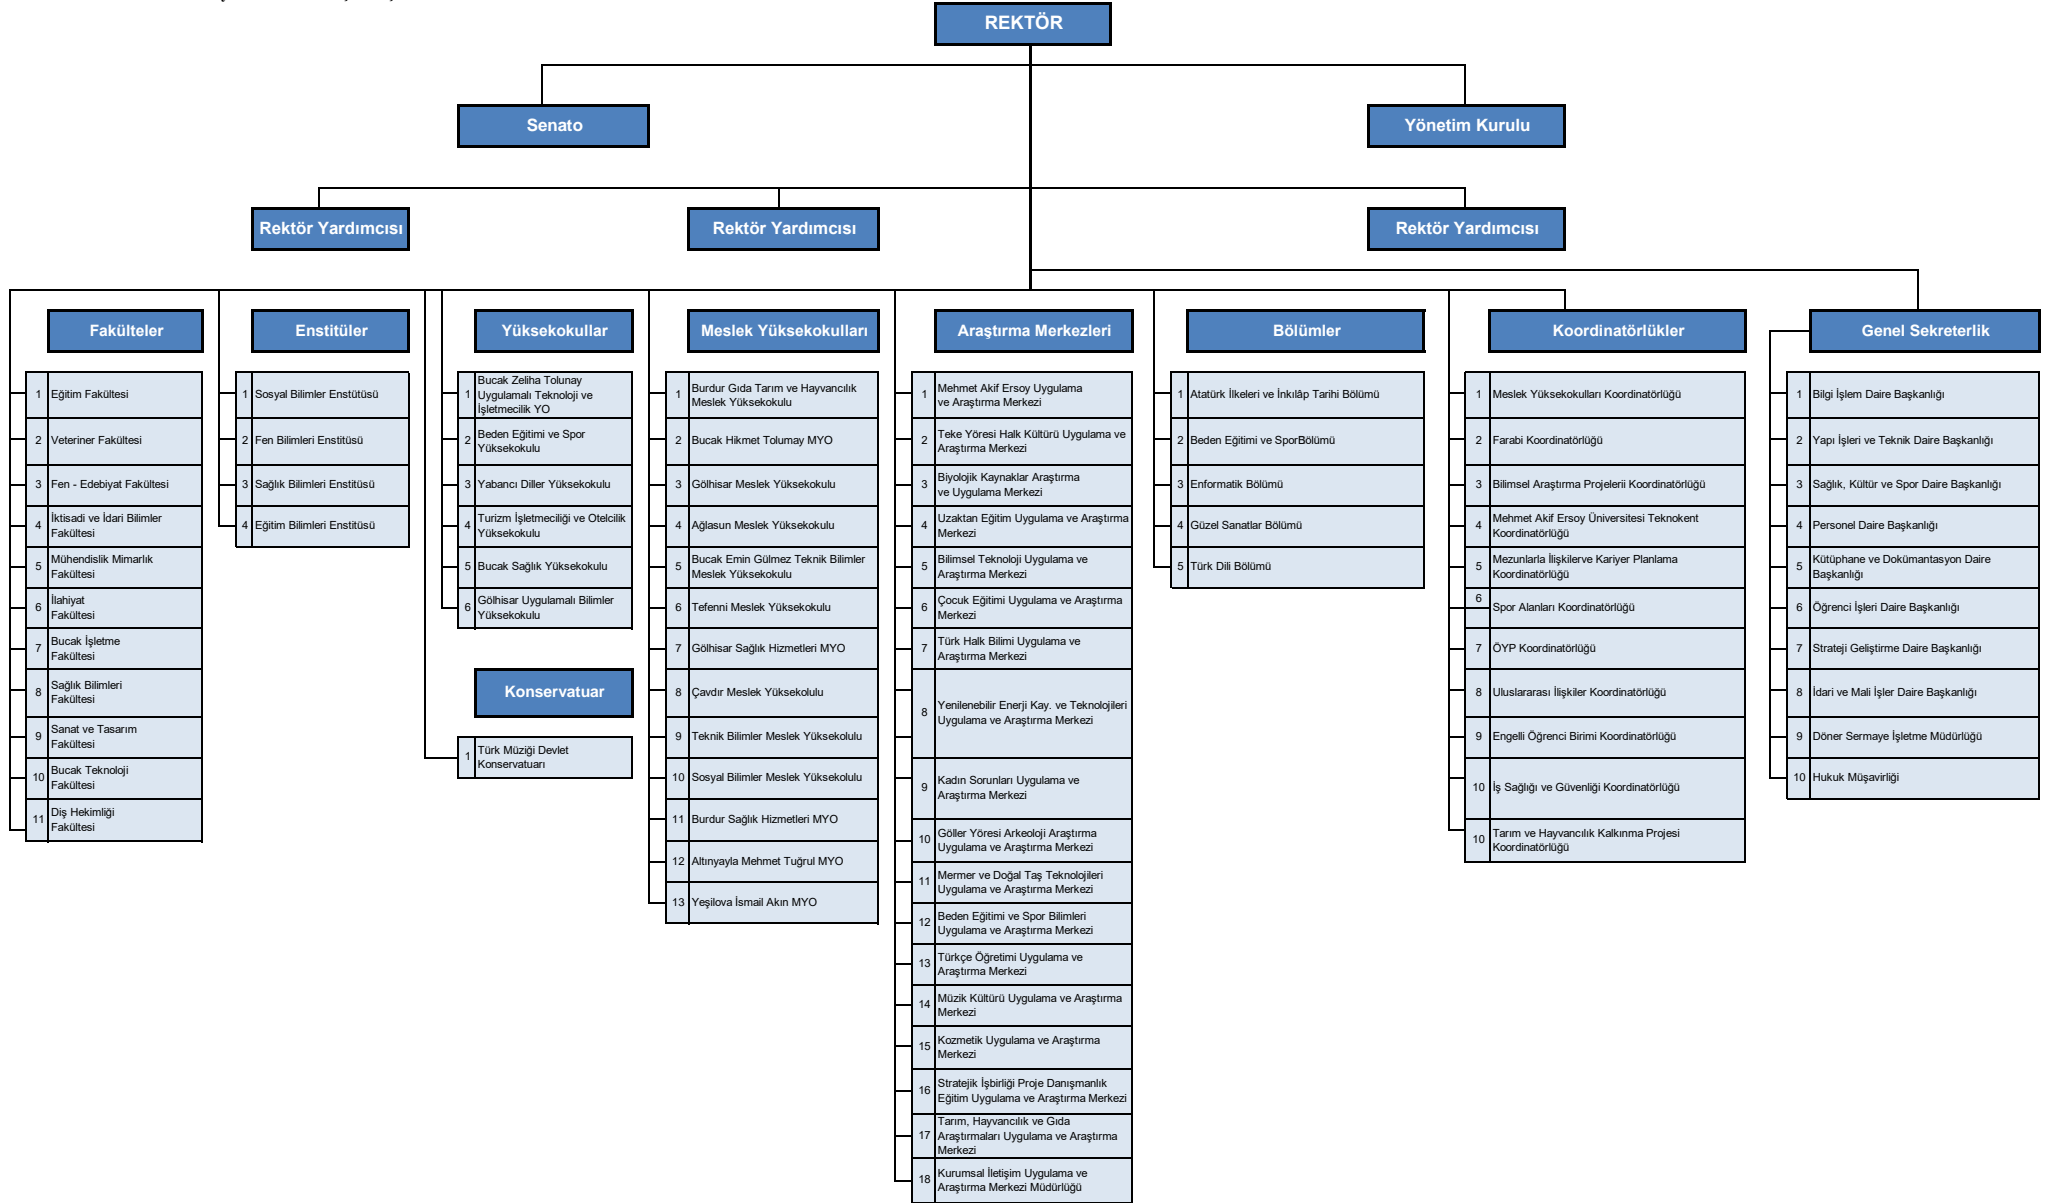 REKTÖR
Senato
Yönetim Kurulu
Rektör Yardımcısı
Rektör Yardımcısı
Rektör Yardımcısı
Fakülteler
1 Eğitim Fakültesi
2 Veteriner Fakültesi
3 Fen - Edebiyat Fakültesi
4 İktisadi ve İdari Bilimler
Fakültesi
5 Mühendislik Mimarlık
Fakültesi
6 İlahiyat
Fakültesi
7 Bucak İşletme
Fakültesi
8 Sağlık Bilimleri
Fakültesi
9 Sanat ve Tasarım
Fakültesi
10 Bucak Teknoloji
Fakültesi
11 Diş Hekimliği
Fakültesi
Enstitüler
1 Sosyal Bilimler Enstütüsü
2 Fen Bilimleri Enstitüsü
3 Sağlık Bilimleri Enstitüsü
4 Eğitim Bilimleri Enstitüsü
Yüksekokullar
1 Bucak Zeliha Tolunay
Uygulamalı Teknoloji ve
İşletmecilik YO
2 Beden Eğitimi ve Spor
Yüksekokulu
3 Yabancı Diller Yüksekokulu
4 Turizm İşletmeciliği ve Otelcilik
Yüksekokulu
5 Bucak Sağlık Yüksekokulu
6 Gölhisar Uygulamalı Bilimler
Yüksekokulu
Konservatuar
1 Türk Müziği Devlet
Konservatuarı
Meslek Yüksekokulları
1 Burdur Gıda Tarım ve Hayvancılık
Meslek Yüksekokulu
2 Bucak Hikmet Tolumay MYO
3 Gölhisar Meslek Yüksekokulu
4 Ağlasun Meslek Yüksekokulu
5 Bucak Emin Gülmez Teknik Bilimler
Meslek Yüksekokulu
6 Tefenni Meslek Yüksekokulu
7 Gölhisar Sağlık Hizmetleri MYO
8 Çavdır Meslek Yüksekolulu
9 Teknik Bilimler Meslek Yüksekolulu
10 Sosyal Bilimler Meslek Yüksekolulu
11 Burdur Sağlık Hizmetleri MYO
12 Altınyayla Mehmet Tuğrul MYO
13 Yeşilova İsmail Akın MYO
Araştırma Merkezleri
1 Mehmet Akif Ersoy Uygulama
ve Araştırma Merkezi
2 Teke Yöresi Halk Kültürü Uygulama ve
Araştırma Merkezi
3 Biyolojik Kaynaklar Araştırma
ve Uygulama Merkezi
4 Uzaktan Eğitim Uygulama ve Araştırma
Merkezi
5 Bilimsel Teknoloji Uygulama ve
Araştırma Merkezi
6 Çocuk Eğitimi Uygulama ve Araştırma
Merkezi
7 Türk Halk Bilimi Uygulama ve
Araştırma Merkezi
8 Yenilenebilir Enerji Kay. ve Teknolojileri
Uygulama ve Araştırma Merkezi
9 Kadın Sorunları Uygulama ve
Araştırma Merkezi
10 Göller Yöresi Arkeoloji Araştırma
Uygulama ve Araştırma Merkezi
11 Mermer ve Doğal Taş Teknolojileri
Uygulama ve Araştırma Merkezi
12 Beden Eğitimi ve Spor Bilimleri
Uygulama ve Araştırma Merkezi
13 Türkçe Öğretimi Uygulama ve
Araştırma Merkezi
14 Müzik Kültürü Uygulama ve Araştırma
Merkezi
15 Kozmetik Uygulama ve Araştırma
Merkezi
16 Stratejik İşbirliği Proje Danışmanlık
Eğitim Uygulama ve Araştırma Merkezi
17 Tarım, Hayvancılık ve Gıda
Araştırmaları Uygulama ve Araştırma
Merkezi
18 Kurumsal İletişim Uygulama ve
Araştırma Merkezi Müdürlüğü
Bölümler
1 Atatürk İlkeleri ve İnkılâp Tarihi Bölümü
2 Beden Eğitimi ve SporBölümü
3 Enformatik Bölümü
4 Güzel Sanatlar Bölümü
5 Türk Dili Bölümü
Koordinatörlükler
1 Meslek Yüksekokulları Koordinatörlüğü
2 Farabi Koordinatörlüğü
3 Bilimsel Araştırma Projelerii Koordinatörlüğü
4 Mehmet Akif Ersoy Üniversitesi Teknokent
Koordinatörlüğü
5 Mezunlarla İlişkilerve Kariyer Planlama
Koordinatörlüğü
6 Spor Alanları Koordinatörlüğü
7 ÖYP Koordinatörlüğü
8 Uluslararası İlişkiler Koordinatörlüğü
9 Engelli Öğrenci Birimi Koordinatörlüğü
10 İş Sağlığı ve Güvenliği Koordinatörlüğü
10 Tarım ve Hayvancılık Kalkınma Projesi
Koordinatörlüğü
Genel Sekreterlik
1 Bilgi İşlem Daire Başkanlığı
2 Yapı İşleri ve Teknik Daire Başkanlığı
3 Sağlık, Kültür ve Spor Daire Başkanlığı
4 Personel Daire Başkanlığı
5 Kütüphane ve Dokümantasyon Daire
Başkanlığı
6 Öğrenci İşleri Daire Başkanlığı
7 Strateji Geliştirme Daire Başkanlığı
8 İdari ve Mali İşler Daire Başkanlığı
9 Döner Sermaye İşletme Müdürlüğü
10 Hukuk Müşavirliği